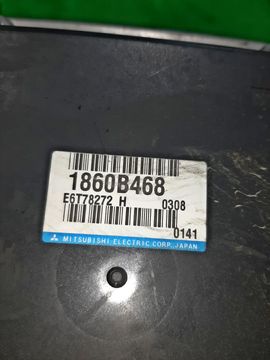 1860B468
E6T78272 H 0308
0141
MITSUBISHI ELECTRIC CORP., JAPAN